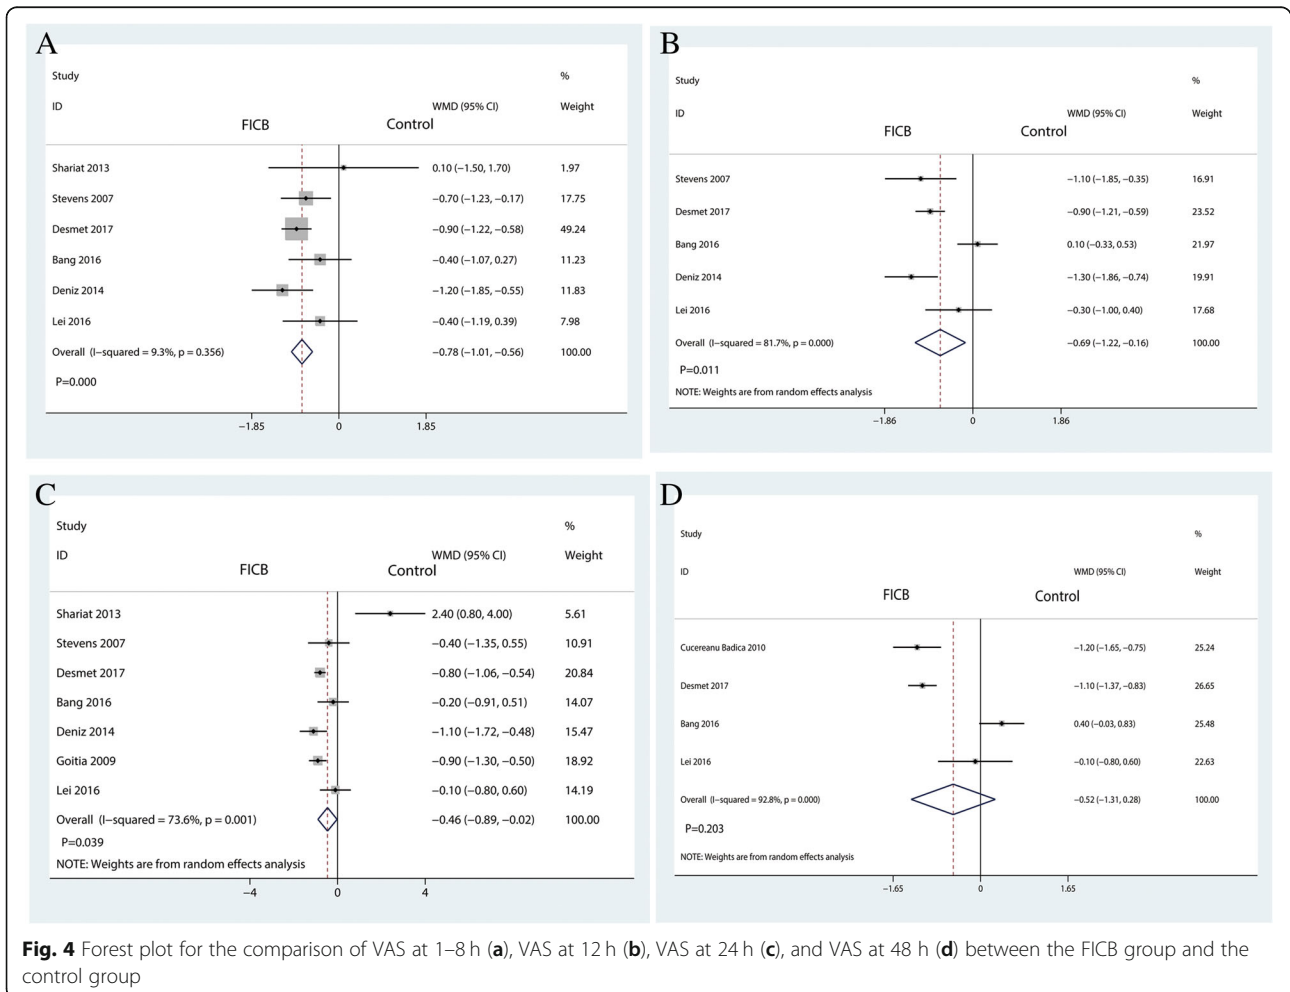 A
Study %
ID WMD (95% CI) Weight
FICB Control
Shariat 2013 0.10 (−1.50, 1.70) 1.97
Stevens 2007 −0.70 (−1.23, −0.17) 17.75
Desmet 2017 −0.90 (−1.22, −0.58) 49.24
Bang 2016 −0.40 (−1.07, 0.27) 11.23
Deniz 2014 −1.20 (−1.85, −0.55) 11.83
Lei 2016 −0.40 (−1.19, 0.39) 7.98
Overall (I−squared = 9.3%, p = 0.356) −0.78 (−1.01, −0.56) 100.00
P=0.000
−1.85 0 1.85
B
Study %
ID WMD (95% CI) Weight
FICB Control
Stevens 2007 −1.10 (−1.85, −0.35) 16.91
Desmet 2017 −0.90 (−1.21, −0.59) 23.52
Bang 2016 0.10 (−0.33, 0.53) 21.97
Deniz 2014 −1.30 (−1.86, −0.74) 19.91
Lei 2016 −0.30 (−1.00, 0.40) 17.68
Overall (I−squared = 81.7%, p = 0.000) −0.69 (−1.22, −0.16) 100.00
P=0.011
NOTE: Weights are from random effects analysis
−1.86 0 1.86
C
Study %
ID WMD (95% CI) Weight
FICB Control
Shariat 2013 2.40 (0.80, 4.00) 5.61
Stevens 2007 −0.40 (−1.35, 0.55) 10.91
Desmet 2017 −0.80 (−1.06, −0.54) 20.84
Bang 2016 −0.20 (−0.91, 0.51) 14.07
Deniz 2014 −1.10 (−1.72, −0.48) 15.47
Goitia 2009 −0.90 (−1.30, −0.50) 18.92
Lei 2016 −0.10 (−0.80, 0.60) 14.19
Overall (I−squared = 73.6%, p = 0.001) −0.46 (−0.89, −0.02) 100.00
P=0.039
NOTE: Weights are from random effects analysis
−4 0 4
D
Study %
ID WMD (95% CI) Weight
FICB Control
Cucereanu Badica 2010 −1.20 (−1.65, −0.75) 25.24
Desmet 2017 −1.10 (−1.37, −0.83) 26.65
Bang 2016 0.40 (−0.03, 0.83) 25.48
Lei 2016 −0.10 (−0.80, 0.60) 22.63
Overall (I−squared = 92.8%, p = 0.000) −0.52 (−1.31, 0.28) 100.00
P=0.203
NOTE: Weights are from random effects analysis
−1.65 0 1.65
Fig. 4 Forest plot for the comparison of VAS at 1–8 h (a), VAS at 12 h (b), VAS at 24 h (c), and VAS at 48 h (d) between the FICB group and the
control group